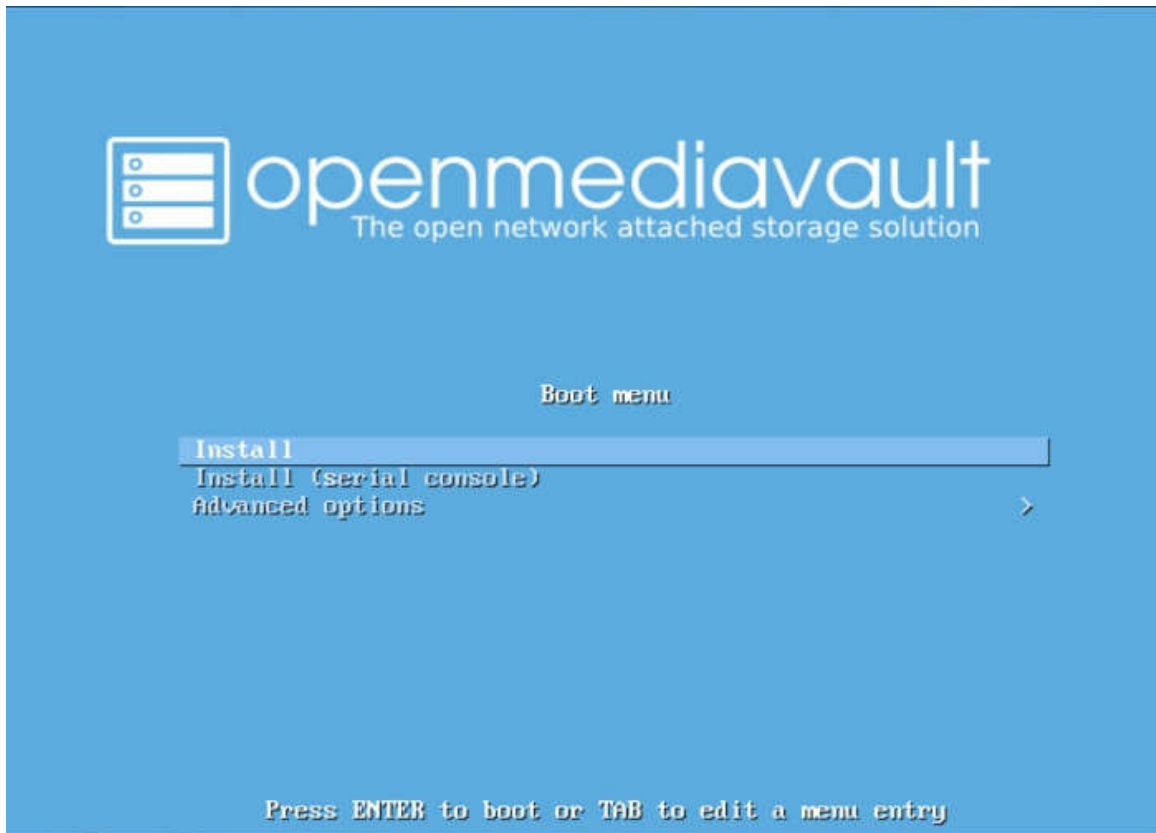 openmediavault
The open network attached storage solution
Boot menu
Install
Install (serial console)
Advanced options >
Press ENTER to boot or TAB to edit a menu entry